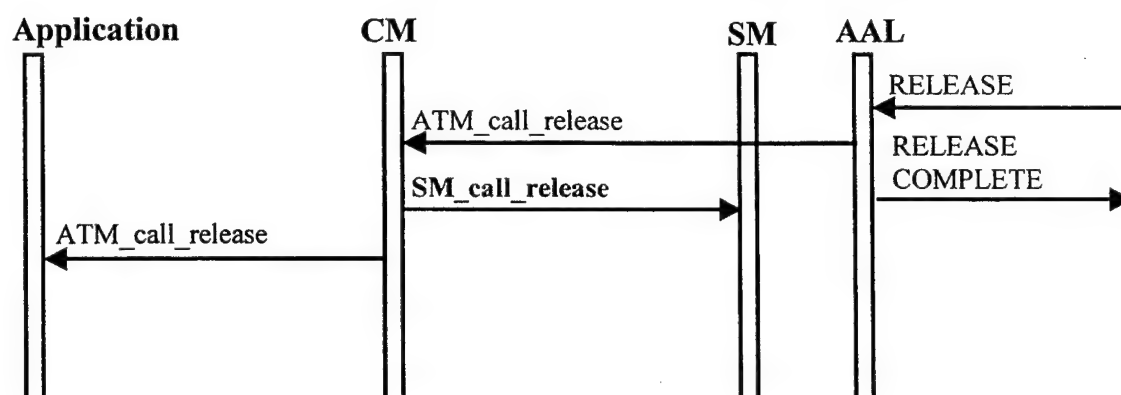 Application
CM
SM
AAL
RELEASE
ATM_call_release
RELEASE
COMPLETE
SM_call_release
ATM_call_release